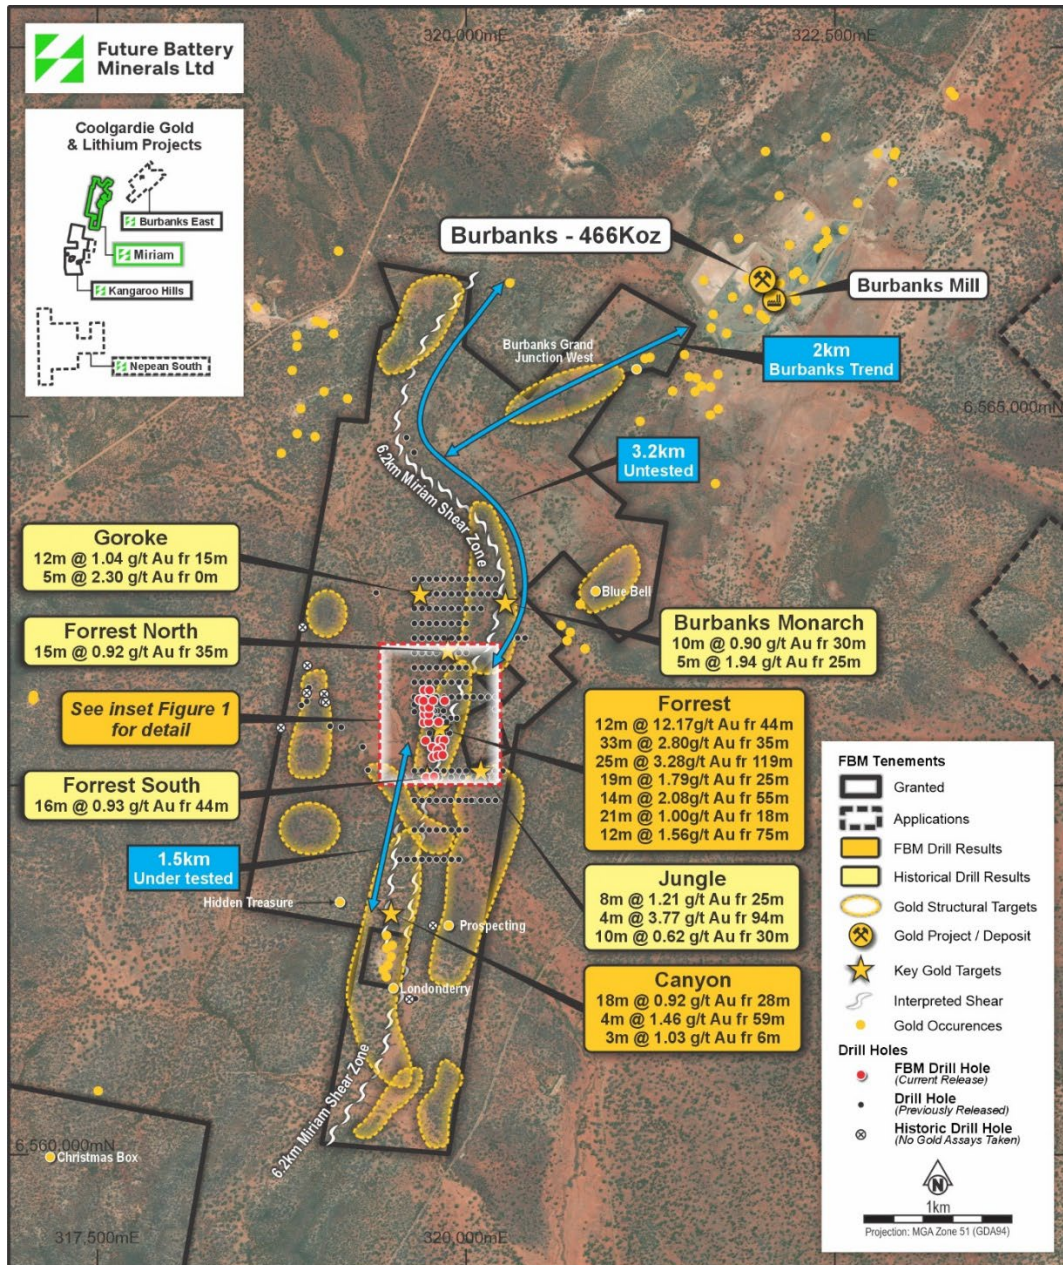 Future Battery
Minerals Ltd
Coolgardie Gold
& Lithium Projects
Burbanks East
Miriam
Kangaroo Hills
Nepean South
320,000mE
322,500mE
Burbanks - 466Koz
Burbanks Mill
Burbanks Grand
Junction West
2km
Burbanks Trend
6,565,000mN
3.2km
Untested
6.2km Miriam Shear Zone
Goroke
12m @ 1.04 g/t Au fr 15m
5m @ 2.30 g/t Au fr 0m
Blue Bell
Forrest North
15m @ 0.92 g/t Au fr 35m
Burbanks Monarch
10m @ 0.90 g/t Au fr 30m
5m @ 1.94 g/t Au fr 25m
See inset Figure 1
for detail
Forrest
12m @ 12.17g/t Au fr 44m
33m @ 2.80g/t Au fr 35m
25m @ 3.28g/t Au fr 119m
19m @ 1.79g/t Au fr 25m
14m @ 2.08g/t Au fr 55m
21m @ 1.00g/t Au fr 18m
12m @ 1.56g/t Au fr 75m
Forrest South
16m @ 0.93 g/t Au fr 44m
1.5km
Under tested
Jungle
8m @ 1.21 g/t Au fr 25m
4m @ 3.77 g/t Au fr 94m
10m @ 0.62 g/t Au fr 30m
Hidden Treasure
Prospecting
Canyon
18m @ 0.92 g/t Au fr 28m
4m @ 1.46 g/t Au fr 59m
3m @ 1.03 g/t Au fr 6m
Londonderry
6.2km Miriam Shear Zone
6,560,000mN
Christmas Box
317,500mE
320,000mE
FBM Tenements
Granted
Applications
FBM Drill Results
Historical Drill Results
Gold Structural Targets
Gold Project / Deposit
Key Gold Targets
Interpreted Shear
Gold Occurences
Drill Holes
FBM Drill Hole
(Current Release)
Drill Hole
(Previously Released)
Historic Drill Hole
(No Gold Assays Taken)
N
1km
Projection: MGA Zone 51 (GDA94)